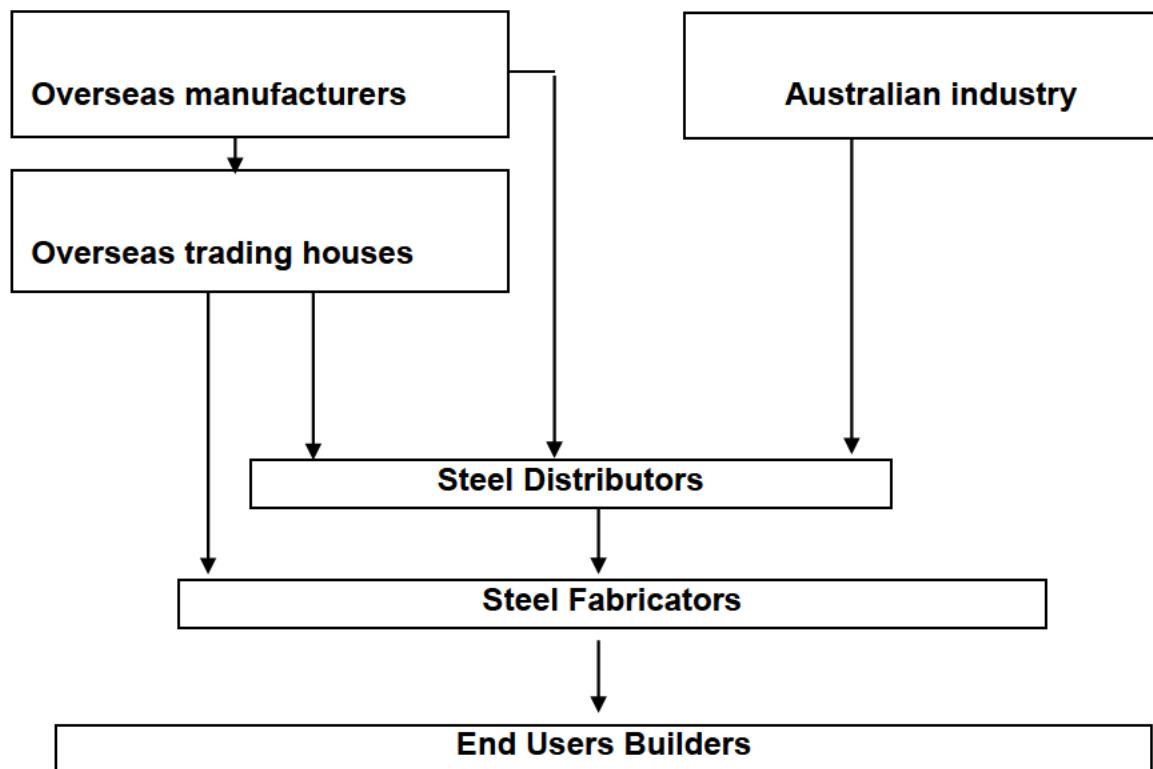 Overseas manufacturers
Australian industry
Overseas trading houses
Steel Distributors
Steel Fabricators
End Users Builders